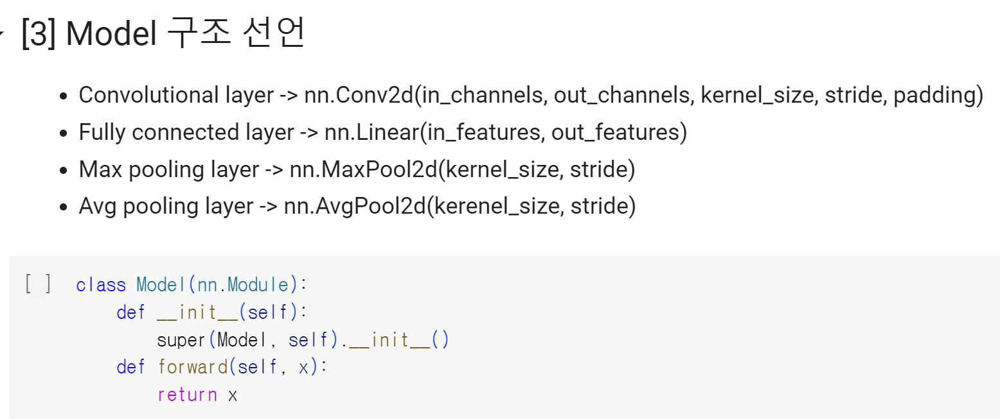 [3] Model 구조 선언
• Convolutional layer -> nn.Conv2d(in_channels, out_channels, kernel_size, stride, padding)
• Fully connected layer -> nn.Linear(in_features, out_features)
• Max pooling layer -> nn.MaxPool2d(kernel_size, stride)
• Avg pooling layer -> nn.AvgPool2d(kerenel_size, stride)
[ ] class Model(nn.Module):
    def __init__(self):
        super(Model, self).__init__()
    def forward(self, x):
        return x